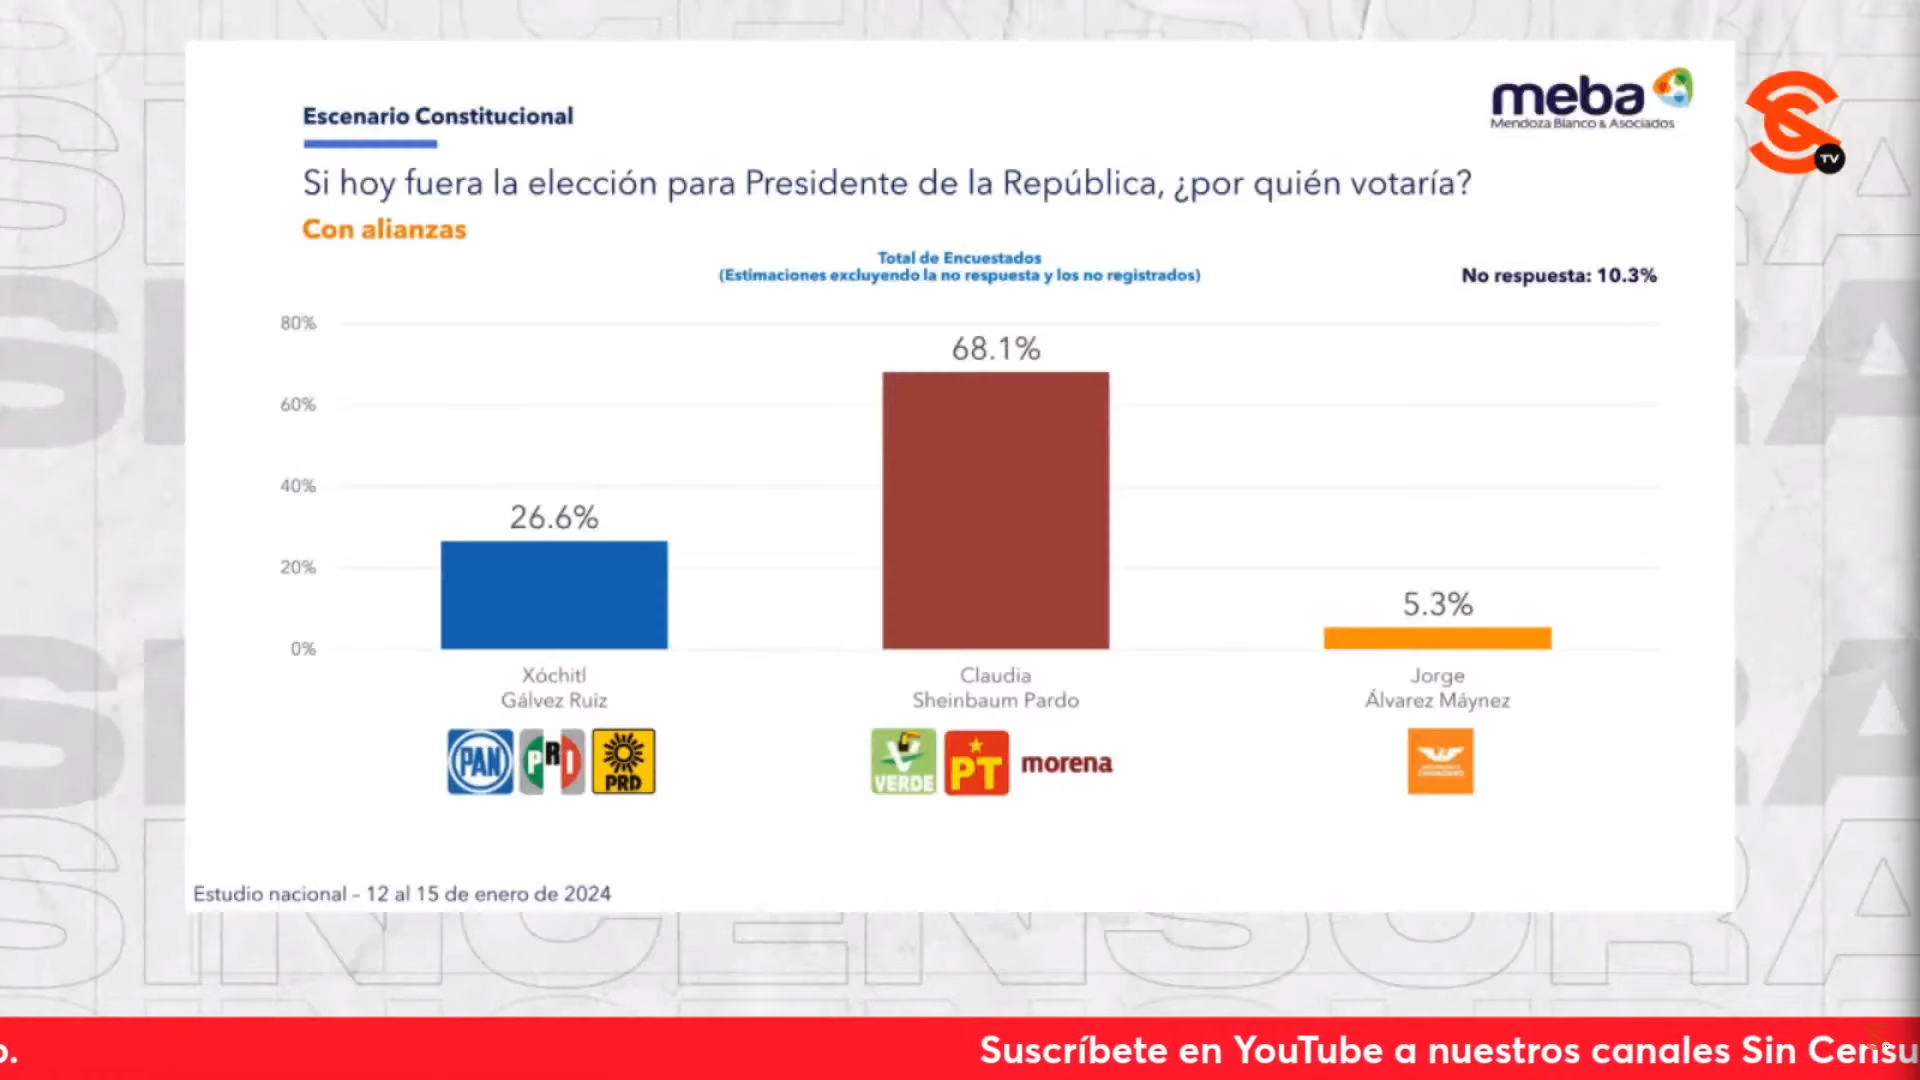 Escenario Constitucional
meba
Mendoza Blanco & Asociados
TV
Si hoy fuera la elección para Presidente de la República, ¿por quién votaría?
Con alianzas
Total de Encuestados
(Estimaciones excluyendo la no respuesta y los no registrados)
No respuesta: 10.3%
80%
68.1%
60%
40%
26.6%
20%
5.3%
0%
Xóchitl
Gálvez Ruiz
Claudia
Sheinbaum Pardo
Jorge
Álvarez Máynez
PAN
PRI
PRD
VERDE
PT
morena
Estudio nacional – 12 al 15 de enero de 2024
SINCENSURA
Suscríbete en YouTube a nuestros canales Sin Censu